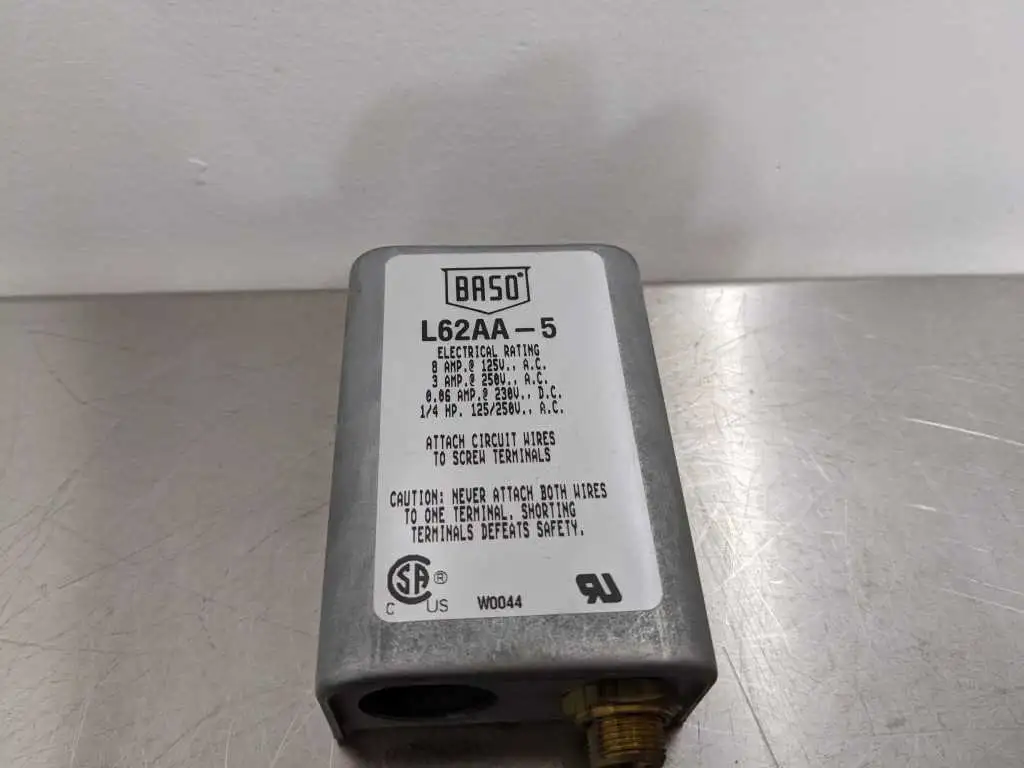 BASO
L62AA-5
ELECTRICAL RATING
8 AMP.@ 125V., A.C.
3 AMP.@ 250V., A.C.
0.06 AMP.@ 230V., D.C.
1/4 HP. 125/250V., A.C.
ATTACH CIRCUIT WIRES
TO SCREW TERMINALS
CAUTION: NEVER ATTACH BOTH WIRES
TO ONE TERMINAL, SHORTING
TERMINALS DEFEATS SAFETY.
CSA ®
C US W0044 RU